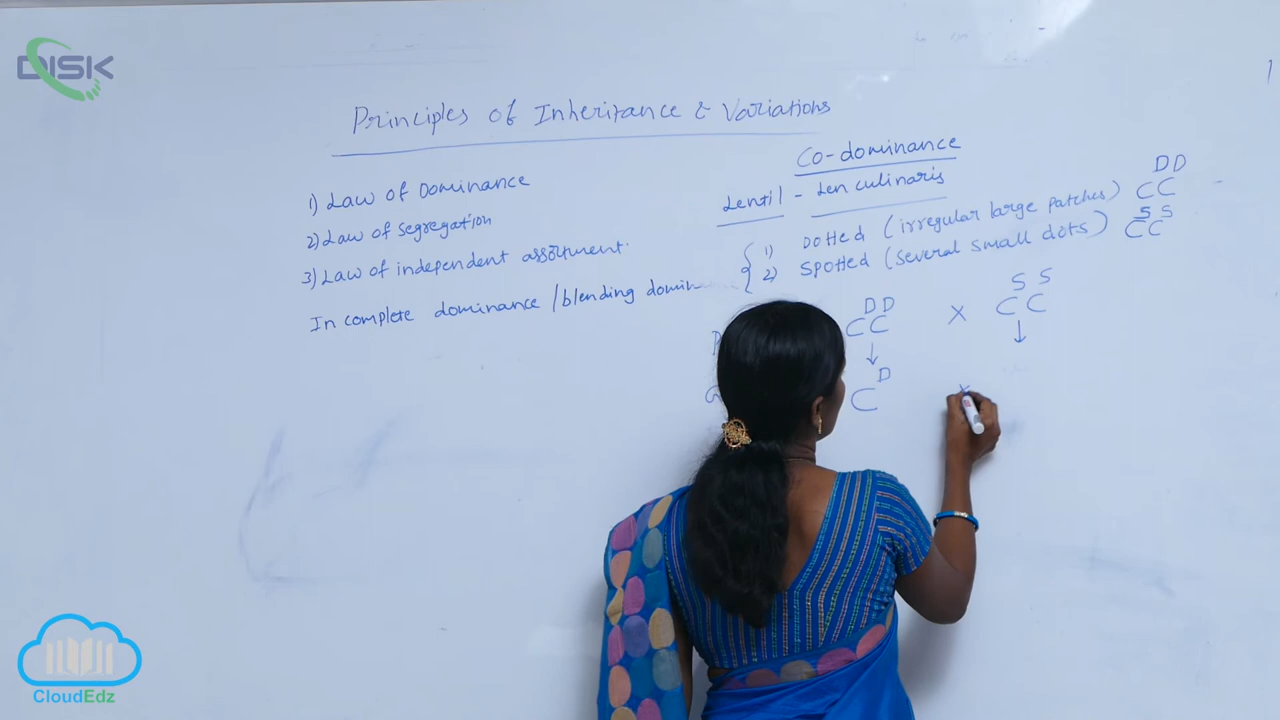 DISK
Principles of Inheritance & Variations
1) Law of Dominance
2) Law of segregation
3) Law of independent assortment.
In complete dominance / blending domin
Co-dominance
Lentil - Len culinaris
1) Dotted (irregular large patches) CC DD
2) Spotted (several small dots) CC SS
P CC DD X CC SS
G C D X
CloudEdz